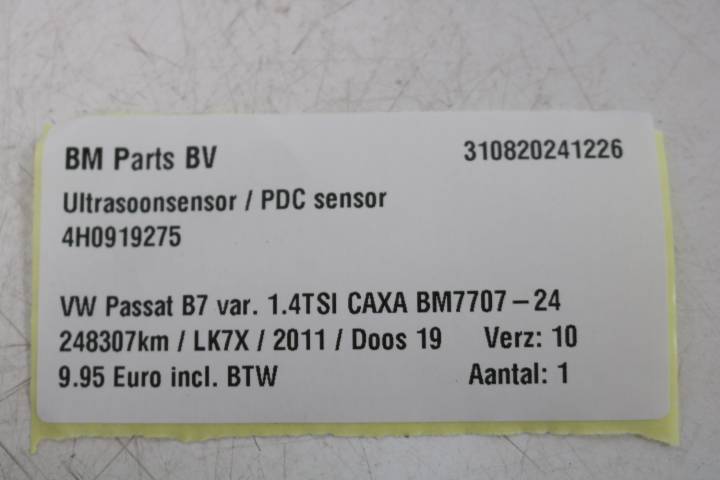 BM Parts BV 310820241226
Ultrasoonsensor / PDC sensor
4H0919275
VW Passat B7 var. 1.4TSI CAXA BM7707-24
248307km / LK7X / 2011 / Doos 19 Verz: 10
9.95 Euro incl. BTW Aantal: 1